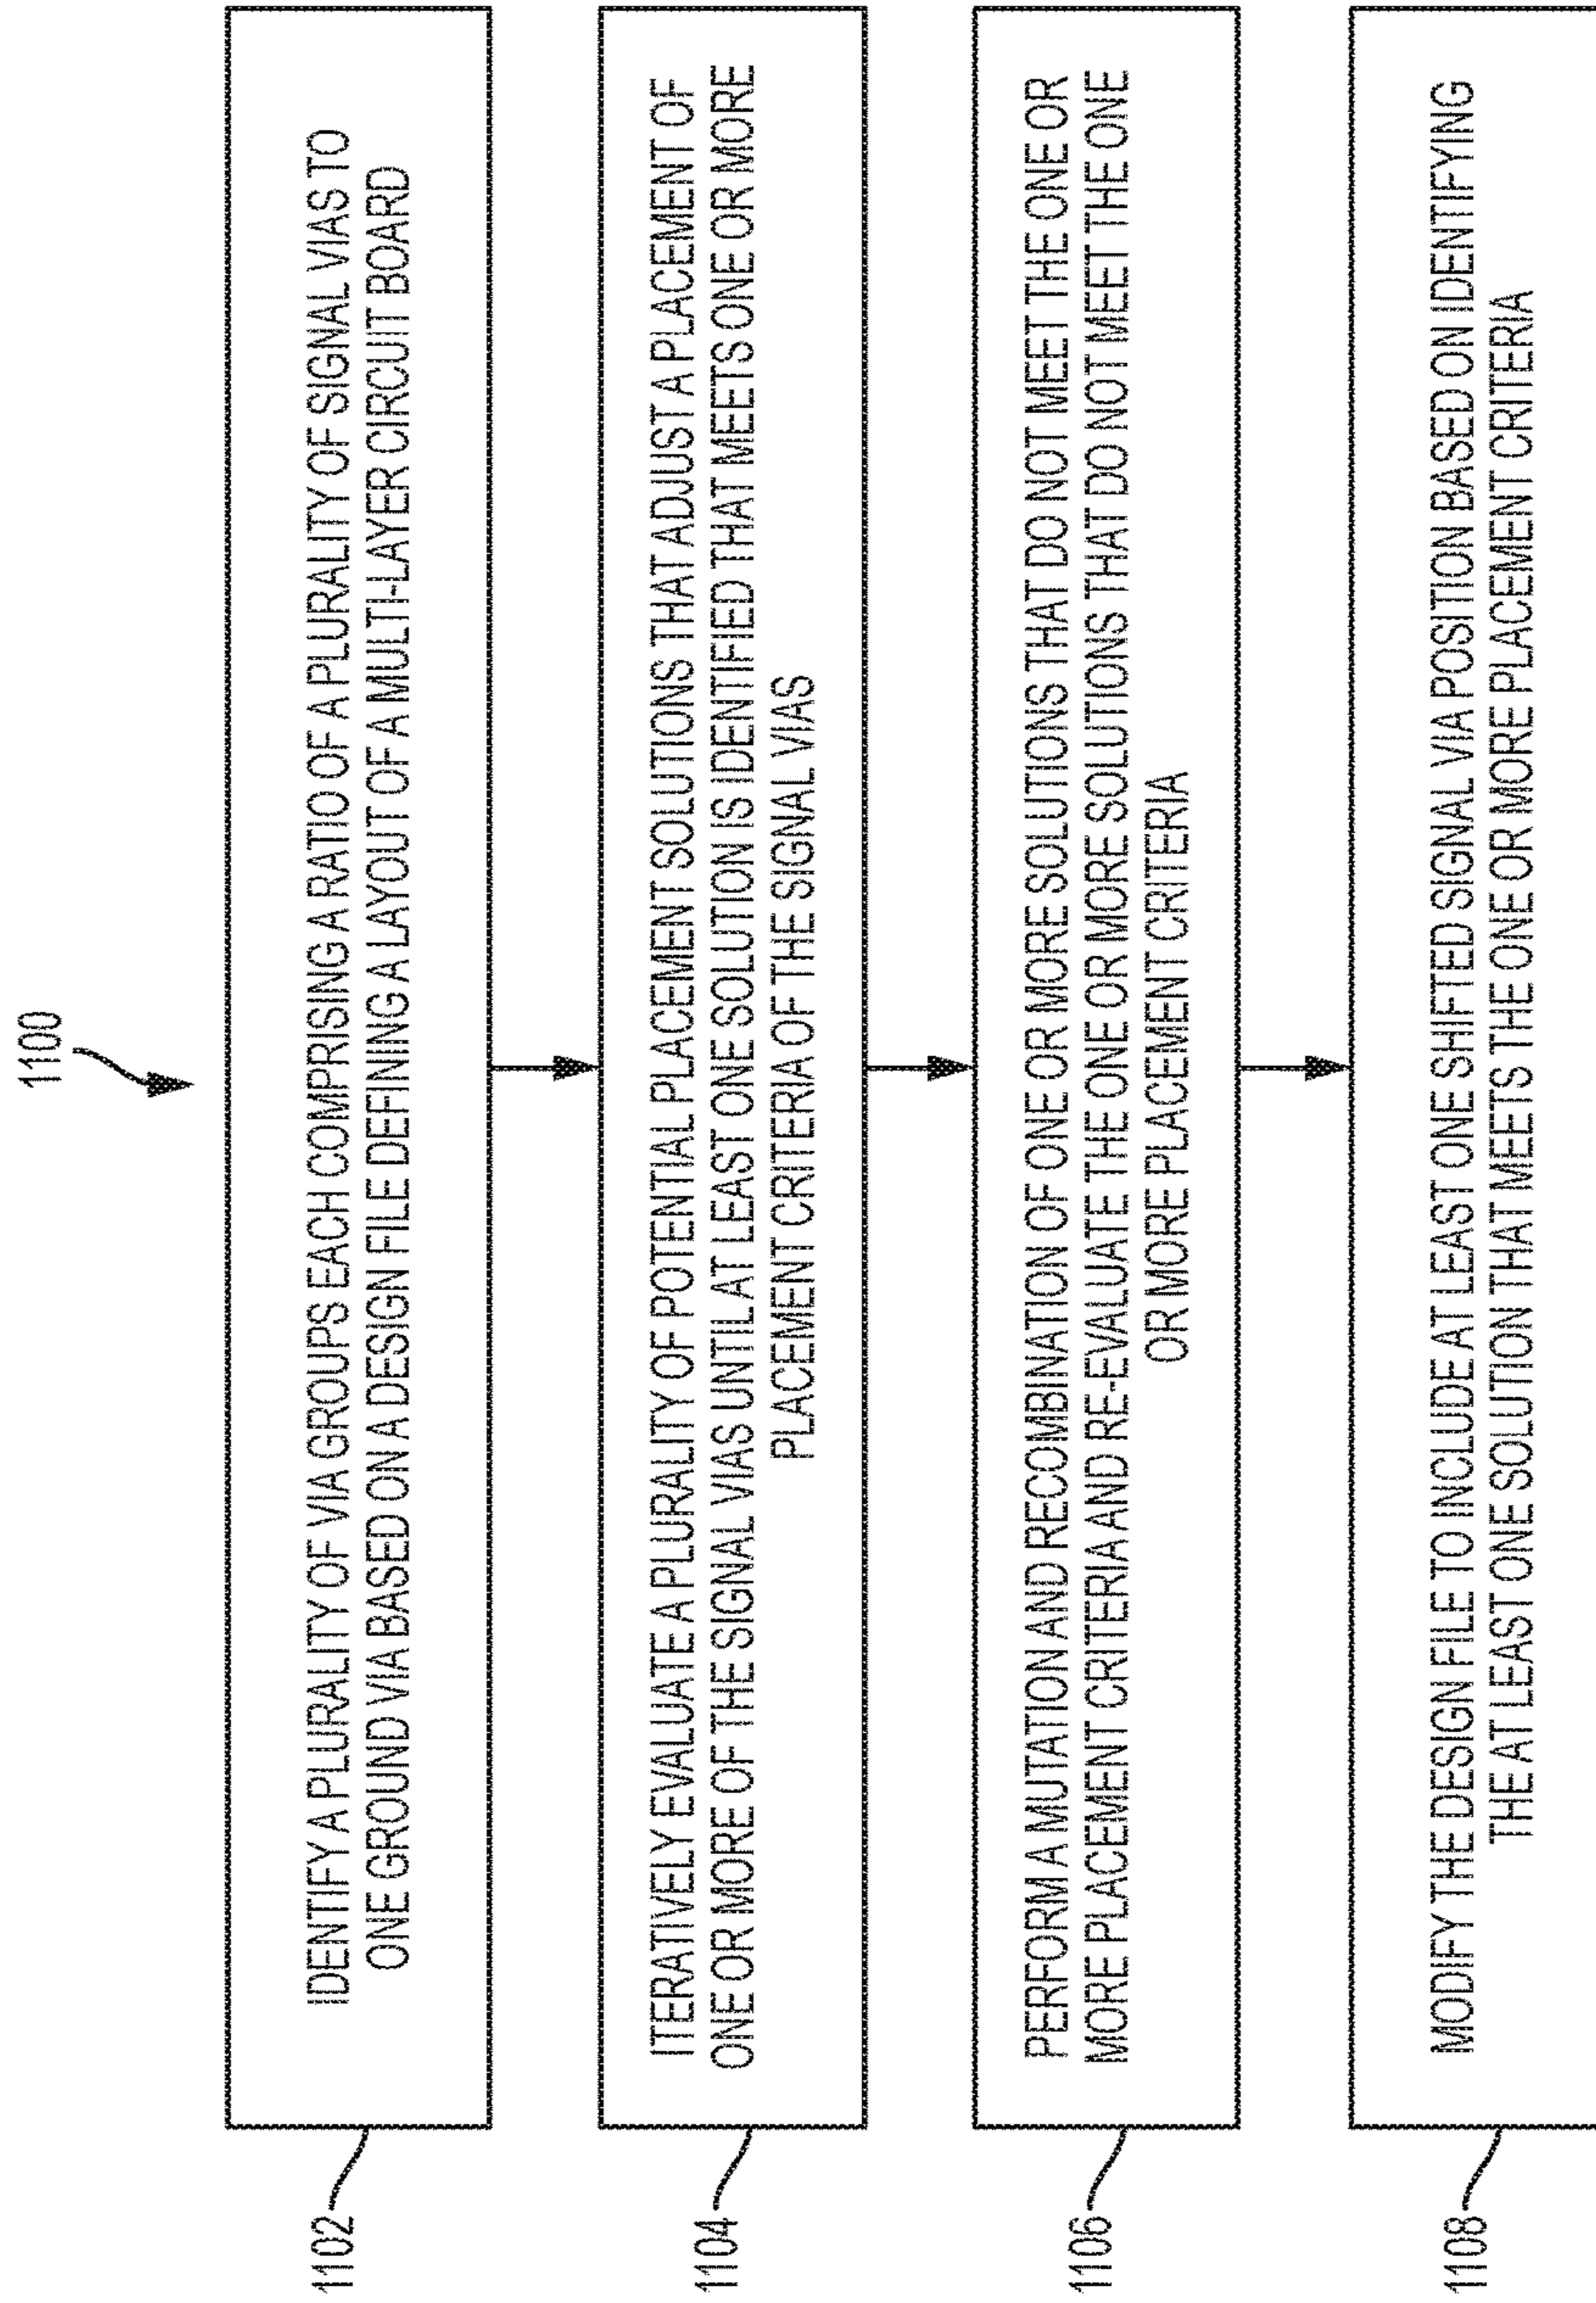 1100
1102
IDENTIFY A PLURALITY OF VIA GROUPS EACH COMPRISING A RATIO OF A PLURALITY OF SIGNAL VIAS TO
ONE GROUND VIA BASED ON A DESIGN FILE DEFINING A LAYOUT OF A MULTI-LAYER CIRCUIT BOARD
1104
ITERATIVELY EVALUATE A PLURALITY OF POTENTIAL PLACEMENT SOLUTIONS THAT ADJUST A PLACEMENT OF
ONE OR MORE OF THE SIGNAL VIAS UNTIL AT LEAST ONE SOLUTION IS IDENTIFIED THAT MEETS ONE OR MORE
PLACEMENT CRITERIA OF THE SIGNAL VIAS
1106
PERFORM A MUTATION AND RECOMBINATION OF ONE OR MORE SOLUTIONS THAT DO NOT MEET THE ONE OR
MORE PLACEMENT CRITERIA AND RE-EVALUATE THE ONE OR MORE SOLUTIONS THAT DO NOT MEET THE ONE
OR MORE PLACEMENT CRITERIA
1108
MODIFY THE DESIGN FILE TO INCLUDE AT LEAST ONE SHIFTED SIGNAL VIA POSITION BASED ON IDENTIFYING
THE AT LEAST ONE SOLUTION THAT MEETS THE ONE OR MORE PLACEMENT CRITERIA